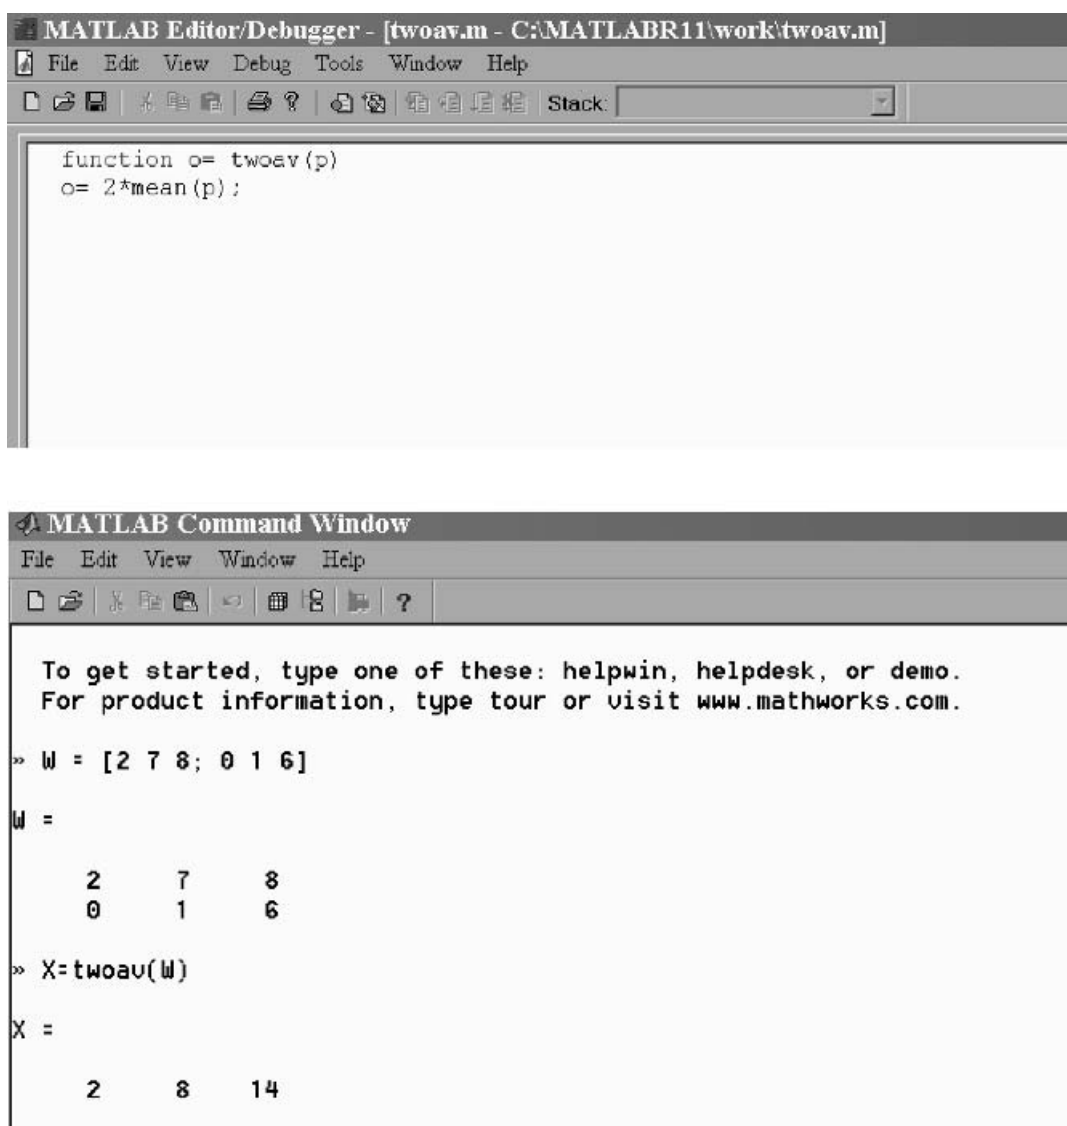 MATLAB Editor/Debugger - [twoav.m - C:\MATLABR11\work\twoav.m]
File Edit View Debug Tools Window Help
Stack:
function o= twoav(p)
o= 2*mean(p);
MATLAB Command Window
File Edit View Window Help
To get started, type one of these: helpwin, helpdesk, or demo.
For product information, type tour or visit www.mathworks.com.
» W = [2 7 8; 0 1 6]
W =
2 7 8
0 1 6
» X=twoav(W)
X =
2 8 14